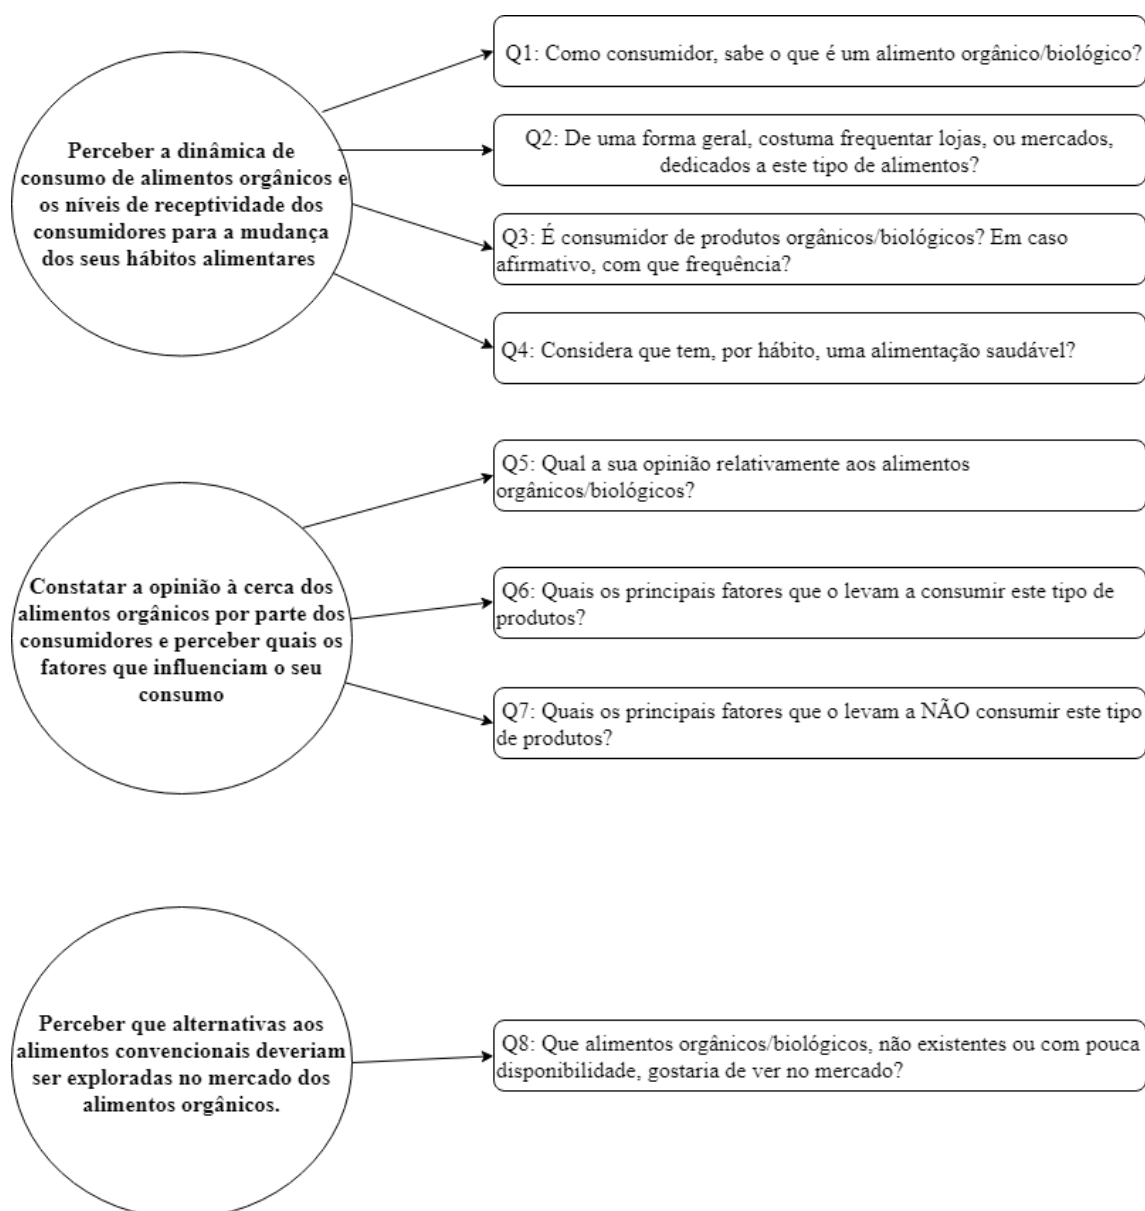 Perceber a dinâmica de
consumo de alimentos orgânicos e
os níveis de receptividade dos
consumidores para a mudança
dos seus hábitos alimentares
Q1: Como consumidor, sabe o que é um alimento orgânico/biológico?
Q2: De uma forma geral, costuma frequentar lojas, ou mercados,
dedicados a este tipo de alimentos?
Q3: É consumidor de produtos orgânicos/biológicos? Em caso
afirmativo, com que frequência?
Q4: Considera que tem, por hábito, uma alimentação saudável?
Constatar a opinião à cerca dos
alimentos orgânicos por parte dos
consumidores e perceber quais os
fatores que influenciam o seu
consumo
Q5: Qual a sua opinião relativamente aos alimentos
orgânicos/biológicos?
Q6: Quais os principais fatores que o levam a consumir este tipo de
produtos?
Q7: Quais os principais fatores que o levam a NÃO consumir este tipo
de produtos?
Perceber que alternativas aos
alimentos convencionais deveriam
ser exploradas no mercado dos
alimentos orgânicos.
Q8: Que alimentos orgânicos/biológicos, não existentes ou com pouca
disponibilidade, gostaria de ver no mercado?